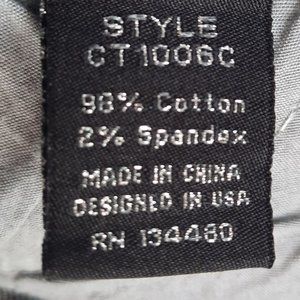 STYLE
CT1006C
98% Cotton
2% Spandex
MADE IN CHINA
DESIGNED IN USA
RN 134480